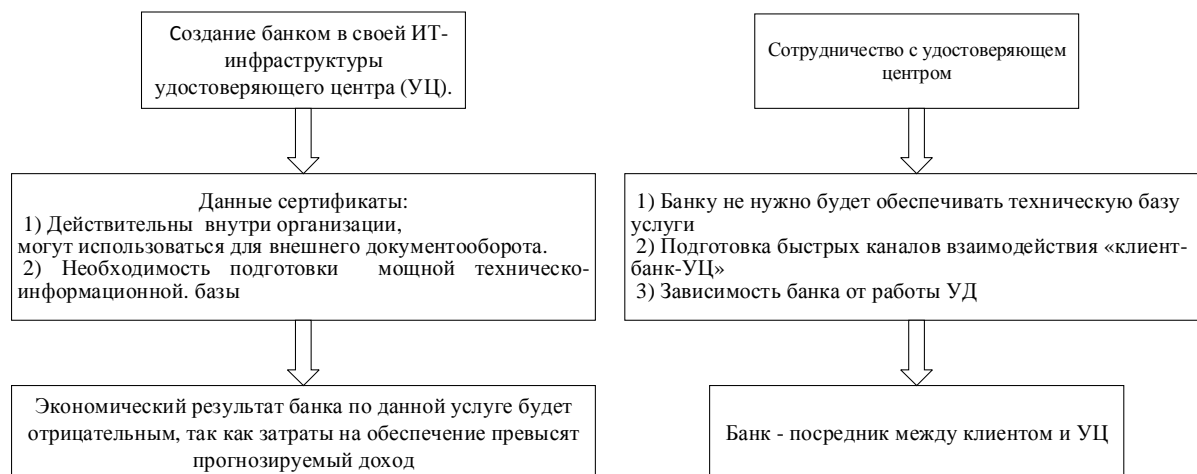 Создание банком в своей ИТ-
инфраструктуры
удостоверяющего центра (УЦ).
Данные сертификаты:
1) Действительны внутри организации,
могут использоваться для внешнего документооборота.
2) Необходимость подготовки мощной техническо-
информационной. базы
Экономический результат банка по данной услуге будет
отрицательным, так как затраты на обеспечение превысят
прогнозируемый доход
Сотрудничество с удостоверяющем
центром
1) Банку не нужно будет обеспечивать техническую базу
услуги
2) Подготовка быстрых каналов взаимодействия «клиент-
банк-УЦ»
3) Зависимость банка от работы УД
Банк - посредник между клиентом и УЦ